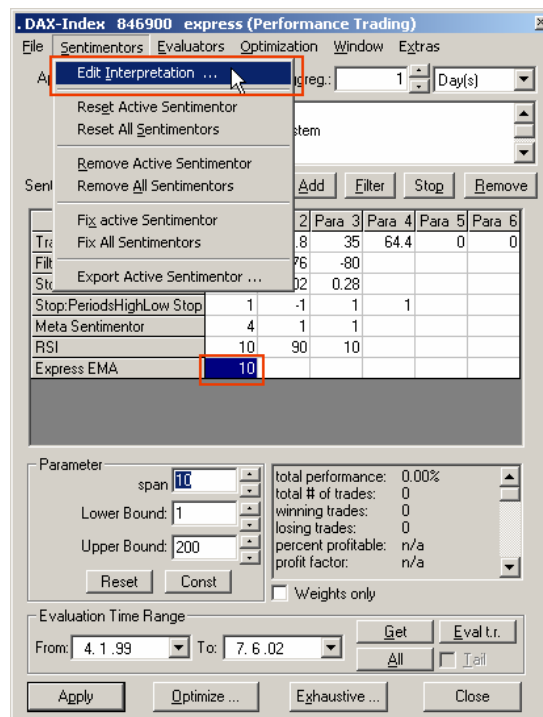 . DAX-Index 846900 express (Performance Trading)
File Sentimentors Evaluators Optimization Window Extras
Edit Interpretation ...
1 Day(s)
Reset Active Sentimentor
Reset All Sentimentors
Remove Active Sentimentor
Remove All Sentimentors
Add Filter Stop Remove
Fix active Sentimentor
Fix All Sentimentors
Export Active Sentimentor ...
2 Para 3 Para 4 Para 5 Para 6
.8 35 64.4 0 0
76 -80
02 0.28
Stop:PeriodsHighLow Stop 1 -1 1 1
Meta Sentimentor 4 1 1
RSI 10 90 10
Express EMA 10
Parameter
span 10
Lower Bound: 1
Upper Bound: 200
Reset Const
total performance: 0.00%
total # of trades: 0
winning trades: 0
losing trades: 0
percent profitable: n/a
profit factor: n/a
Weights only
Evaluation Time Range
From: 4. 1 .99 To: 7. 6 .02
Get Eval t.r.
All Tail
Apply Optimize ... Exhaustive ... Close